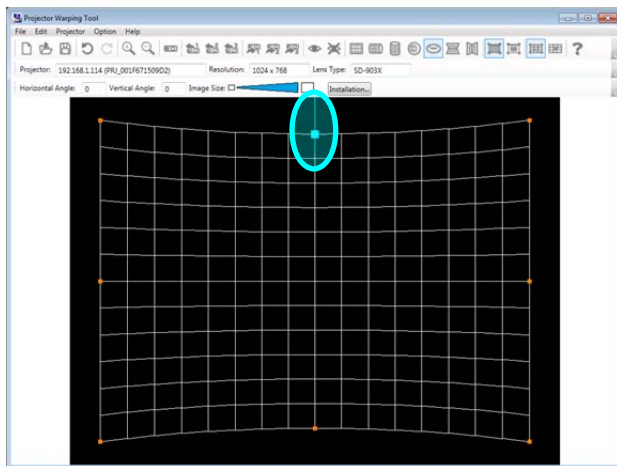 Projector Warping Tool
File Edit Projector Option Help
Projector: 192.168.1.114 (PRJ_001F671509D2) Resolution: 1024 x 768 Lens Type: SD-903X
Horizontal Angle: 0 Vertical Angle: 0 Image Size: Installation...